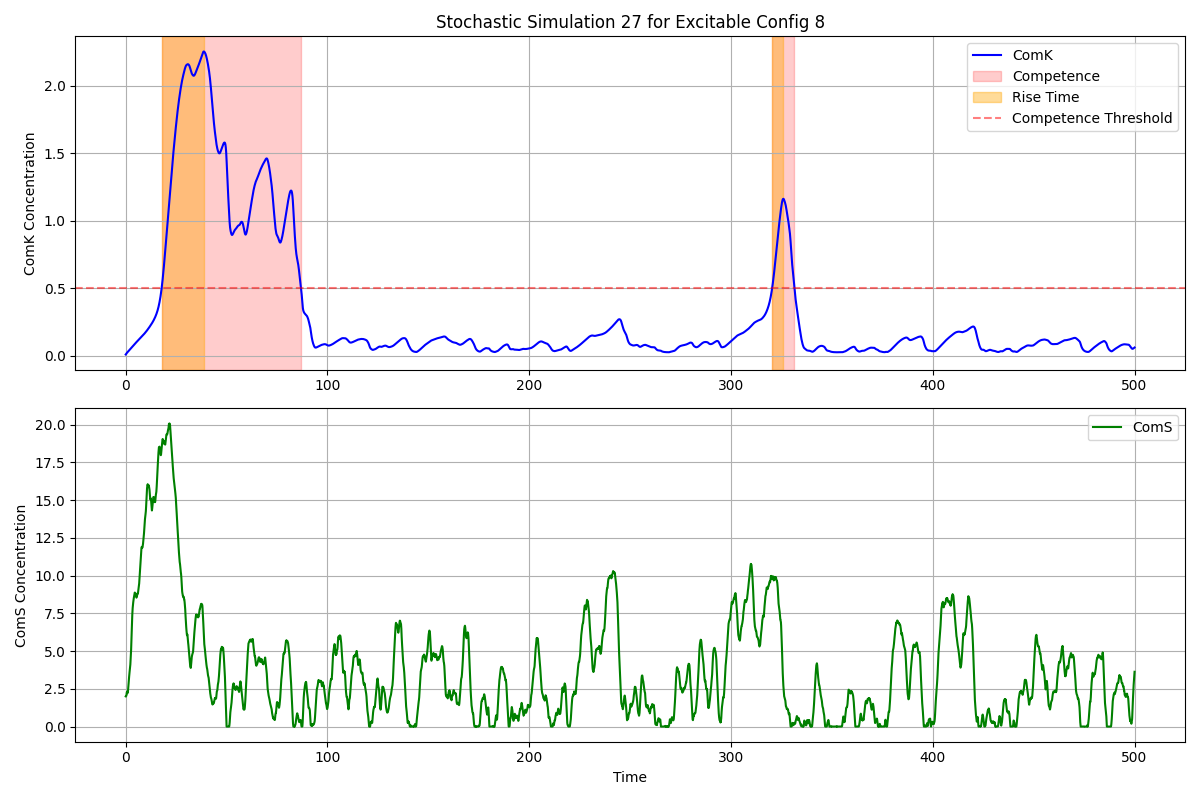 Stochastic Simulation 27 for Excitable Config 8
ComK Concentration
2.0
1.5
1.0
0.5
0.0
ComK
Competence
Rise Time
Competence Threshold
0
100
200
300
400
500
ComS Concentration
20.0
17.5
15.0
12.5
10.0
7.5
5.0
2.5
0.0
ComS
0
100
200
300
400
500
Time